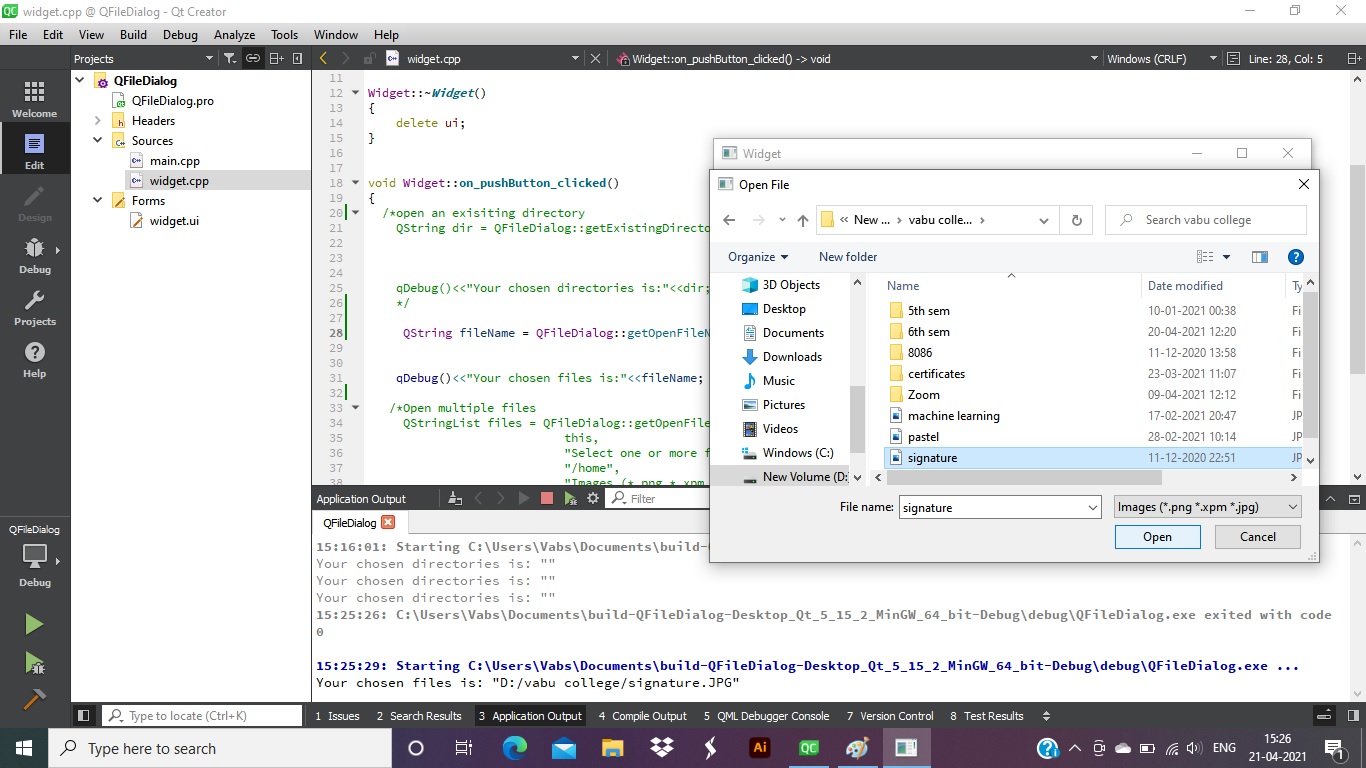 widget.cpp @ QFileDialog - Qt Creator
File Edit View Build Debug Analyze Tools Window Help
Projects
widget.cpp
Widget::on_pushButton_clicked() -> void
Windows (CRLF)
Line: 28, Col: 5
Welcome
Edit
Design
Debug
Projects
Help
QFileDialog
Debug
QFileDialog
QFileDialog.pro
Headers
Sources
main.cpp
widget.cpp
Forms
widget.ui
11
12 Widget::~Widget()
13 {
14 delete ui;
15 }
16
17
18 void Widget::on_pushButton_clicked()
19 {
20 /*open an exisiting directory
21 QString dir = QFileDialog::getExistingDirecto
22
23
24
25 qDebug()<<"Your chosen directories is:"<<dir;
26 */
27
28 QString fileName = QFileDialog::getOpenFileN
29
30
31 qDebug()<<"Your chosen files is:"<<fileName;
32
33 /*Open multiple files
34 QStringList files = QFileDialog::getOpenFile
35 this,
36 "Select one or more f
37 "/home",
38 "Images (*.png *.xpm
Widget
Open File
« New ... › vabu colle... ›
Search vabu college
Organize
New folder
3D Objects
Desktop
Documents
Downloads
Music
Pictures
Videos
Windows (C:)
New Volume (D:
Name Date modified Ty
5th sem 10-01-2021 00:38 Fi
6th sem 20-04-2021 12:20 Fi
8086 11-12-2020 13:58 Fi
certificates 23-03-2021 11:07 Fi
Zoom 09-04-2021 12:12 Fi
machine learning 17-02-2021 20:47 JP
pastel 28-02-2021 10:14 JP
signature 11-12-2020 22:51 JP
File name: signature
Images (*.png *.xpm *.jpg)
Open
Cancel
Application Output
Filter
QFileDialog
15:16:01: Starting C:\Users\Vabs\Documents\build-
Your chosen directories is: ""
Your chosen directories is: ""
Your chosen directories is: ""
15:25:26: C:\Users\Vabs\Documents\build-QFileDialog-Desktop_Qt_5_15_2_MinGW_64_bit-Debug\debug\QFileDialog.exe exited with code
0
15:25:29: Starting C:\Users\Vabs\Documents\build-QFileDialog-Desktop_Qt_5_15_2_MinGW_64_bit-Debug\debug\QFileDialog.exe ...
Your chosen files is: "D:/vabu college/signature.JPG"
Type to locate (Ctrl+K)
1 Issues 2 Search Results 3 Application Output 4 Compile Output 5 QML Debugger Console 7 Version Control 8 Test Results
Type here to search
Ai
QC
ENG
15:26
21-04-2021
1